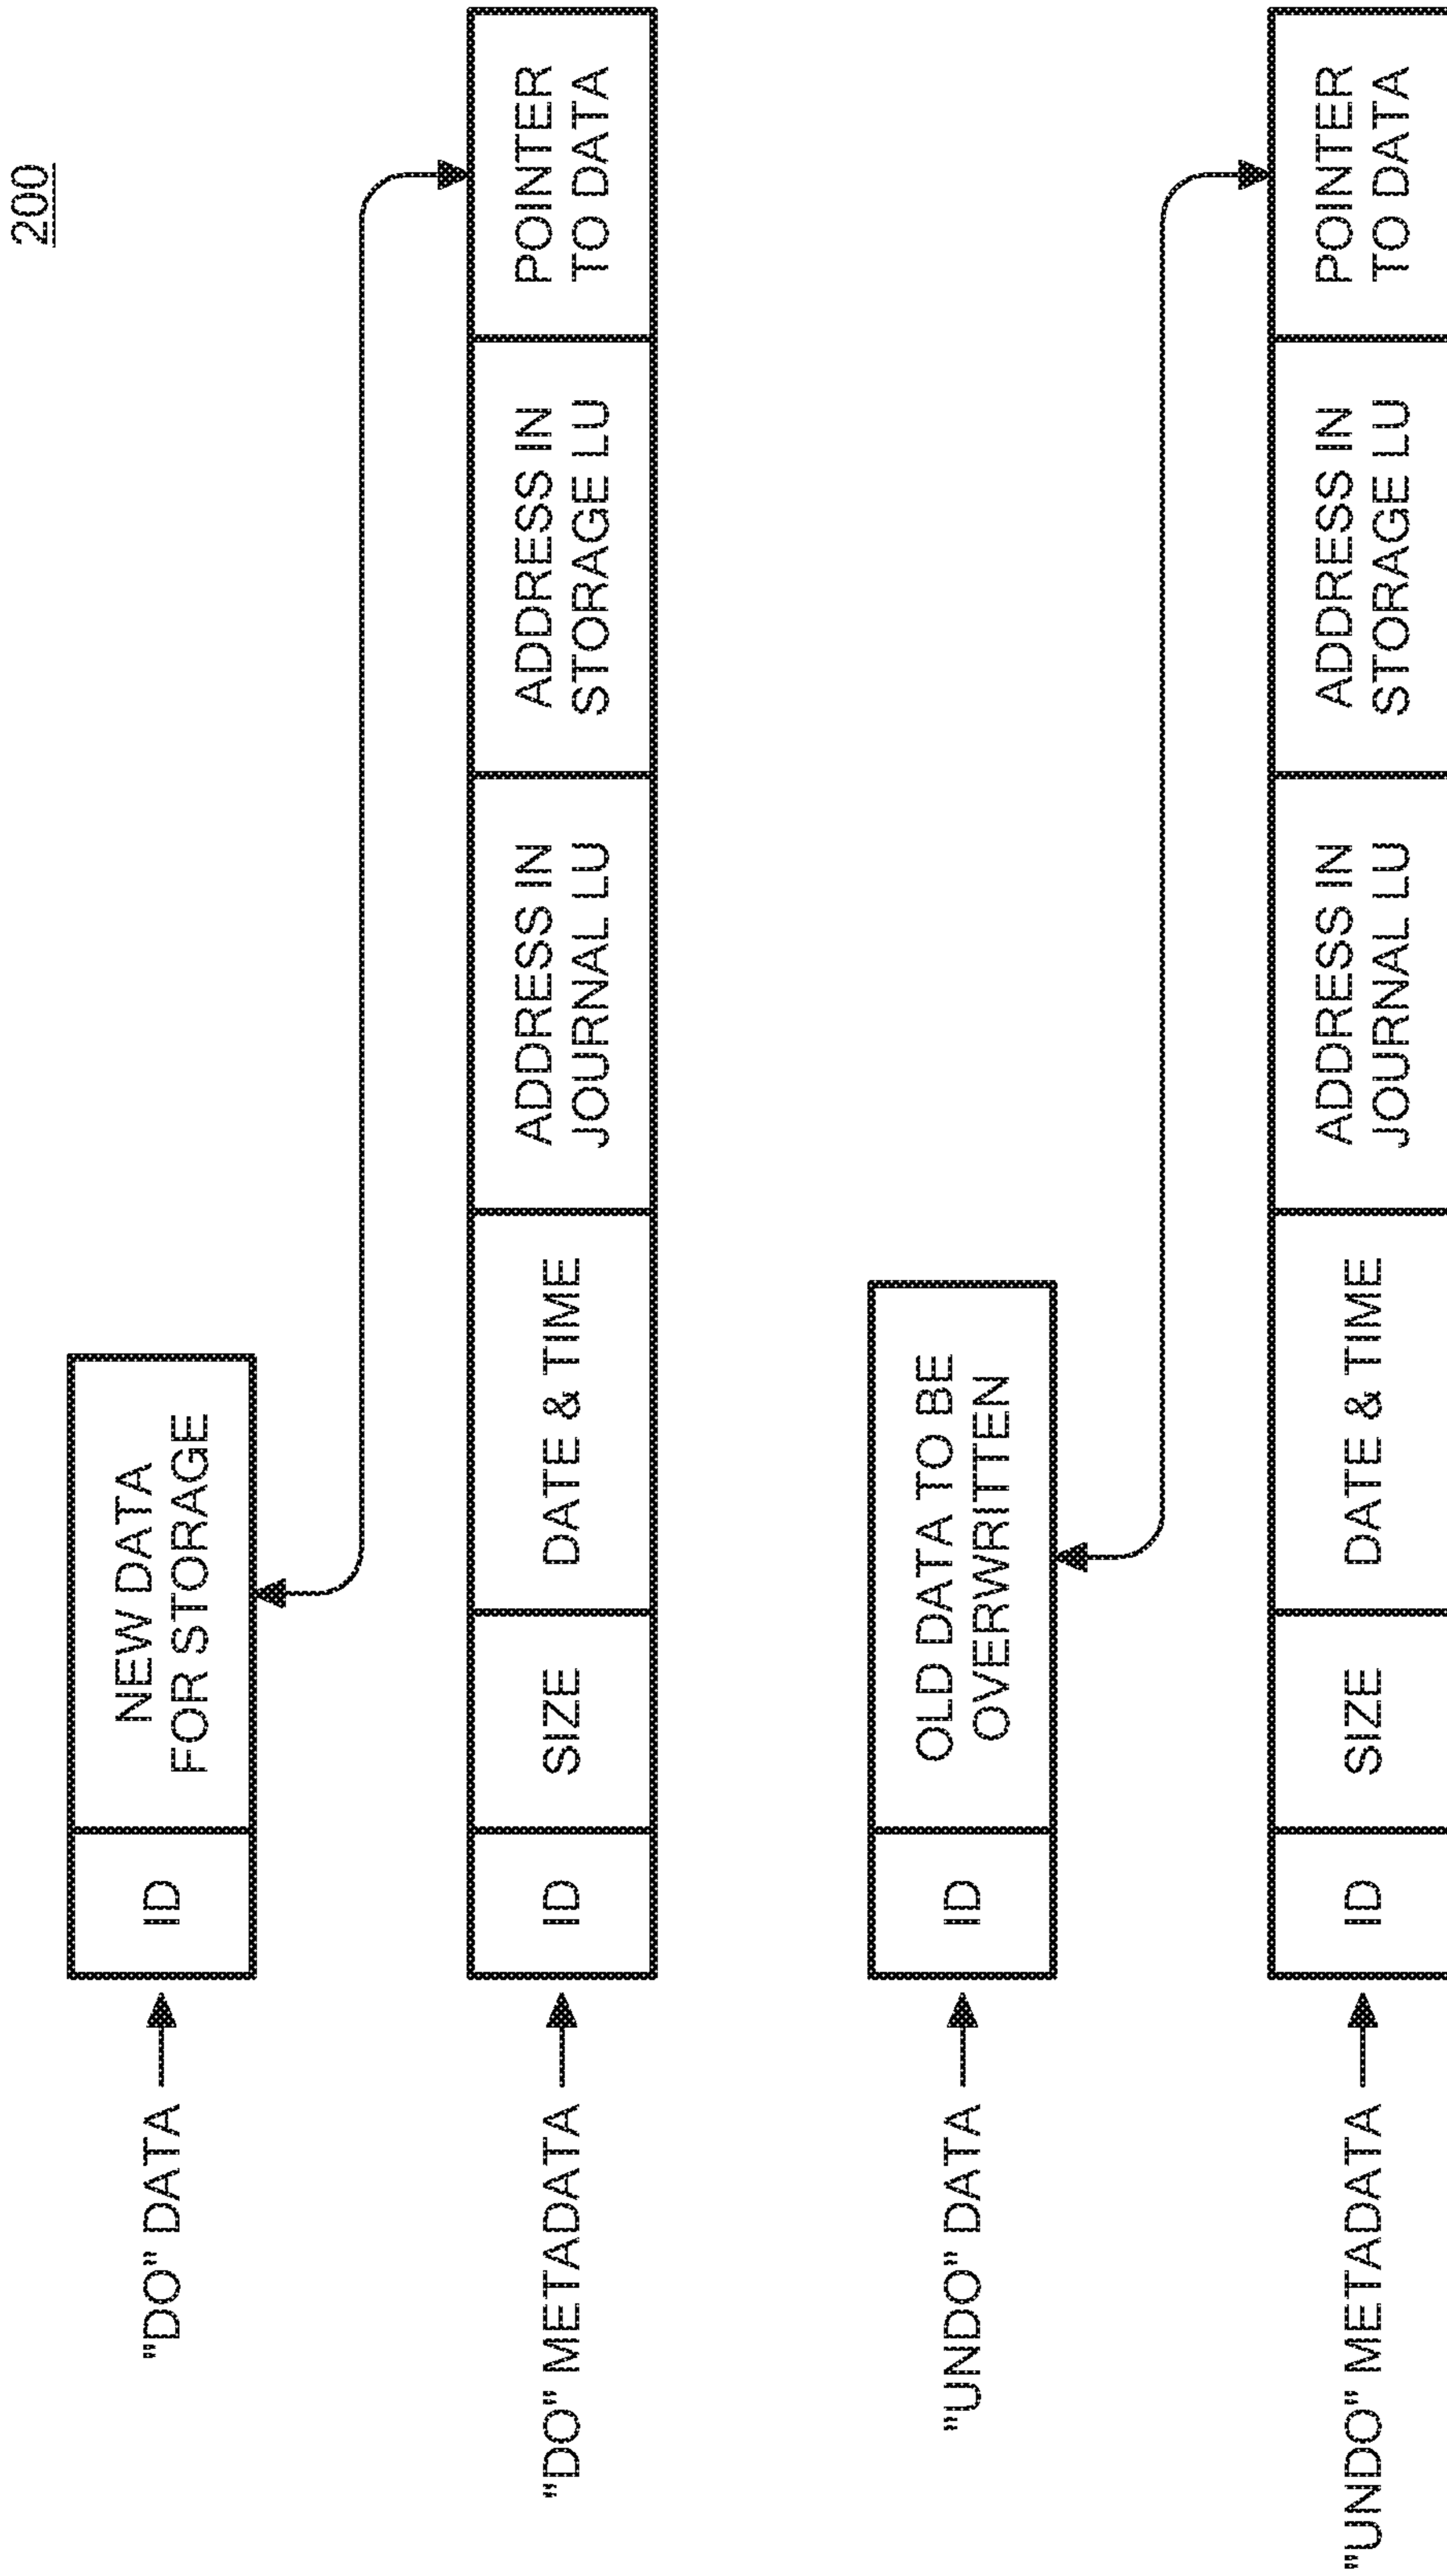 200
"DO" DATA
ID
NEW DATA
FOR STORAGE
"DO" METADATA
ID
SIZE
DATE & TIME
ADDRESS IN
JOURNAL LU
ADDRESS IN
STORAGE LU
POINTER
TO DATA
"UNDO" DATA
ID
OLD DATA TO BE
OVERWRITTEN
"UNDO" METADATA
ID
SIZE
DATE & TIME
ADDRESS IN
JOURNAL LU
ADDRESS IN
STORAGE LU
POINTER
TO DATA